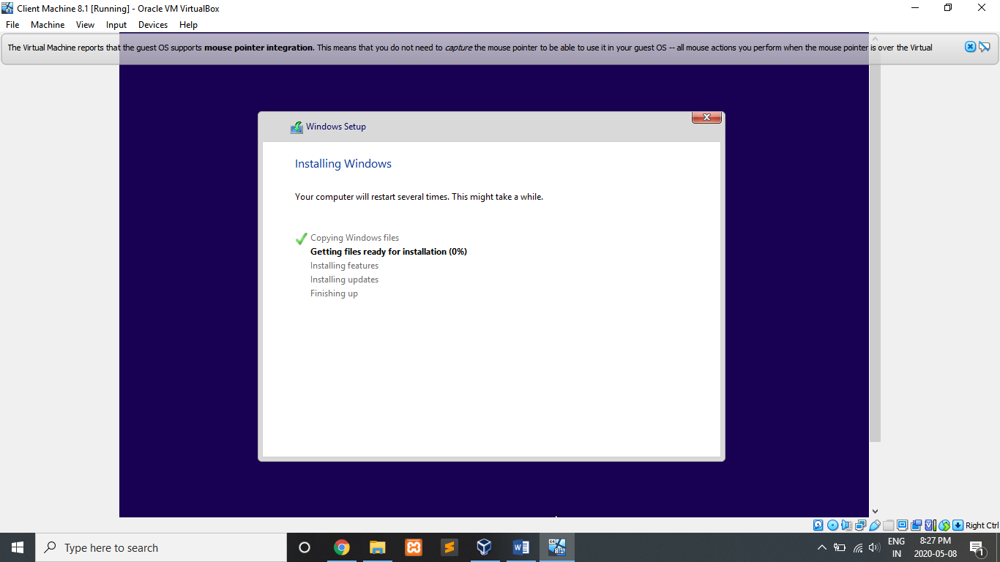 Client Machine 8.1 [Running] - Oracle VM VirtualBox
File Machine View Input Devices Help
The Virtual Machine reports that the guest OS supports mouse pointer integration. This means that you do not need to capture the mouse pointer to be able to use it in your guest OS -- all mouse actions you perform when the mouse pointer is over the Virtual
Windows Setup
Installing Windows
Your computer will restart several times. This might take a while.
Copying Windows files
Getting files ready for installation (0%)
Installing features
Installing updates
Finishing up
Right Ctrl
Type here to search
ENG
IN
8:27 PM
2020-05-08
1